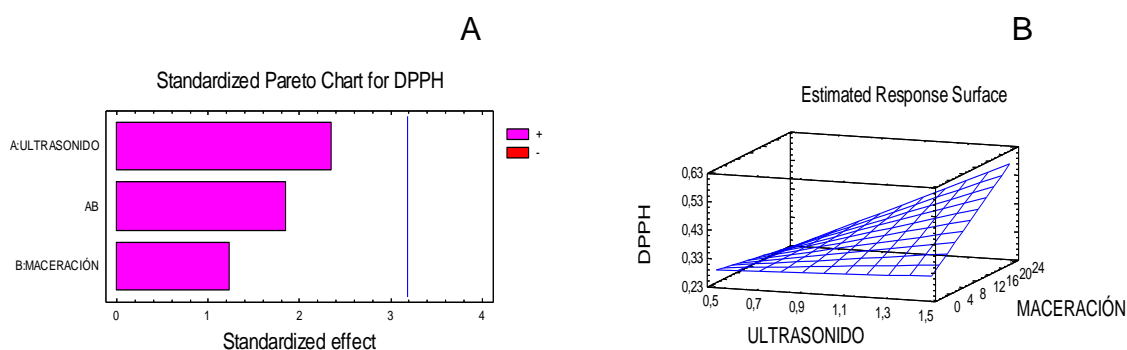 A
Standardized Pareto Chart for DPPH
A:ULTRASONIDO
AB
B:MACERACIÓN
+
-
0 1 2 3 4
Standardized effect
B
Estimated Response Surface
DPPH
0,63
0,53
0,43
0,33
0,23
0,5 0,7 0,9 1,1 1,3 1,5
ULTRASONIDO
0 4 8 12 16 20 24
MACERACIÓN